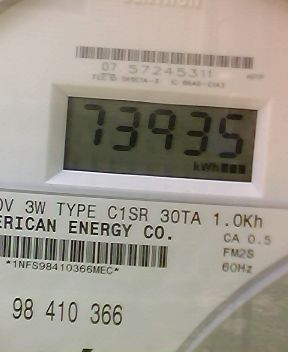 07 57245311
73935
kWh
0V 3W TYPE C1SR 30TA 1.0Kh
ERICAN ENERGY CO.
CA 0.5
*1NFS98410366MEC*
FM2S
60Hz
98 410 366